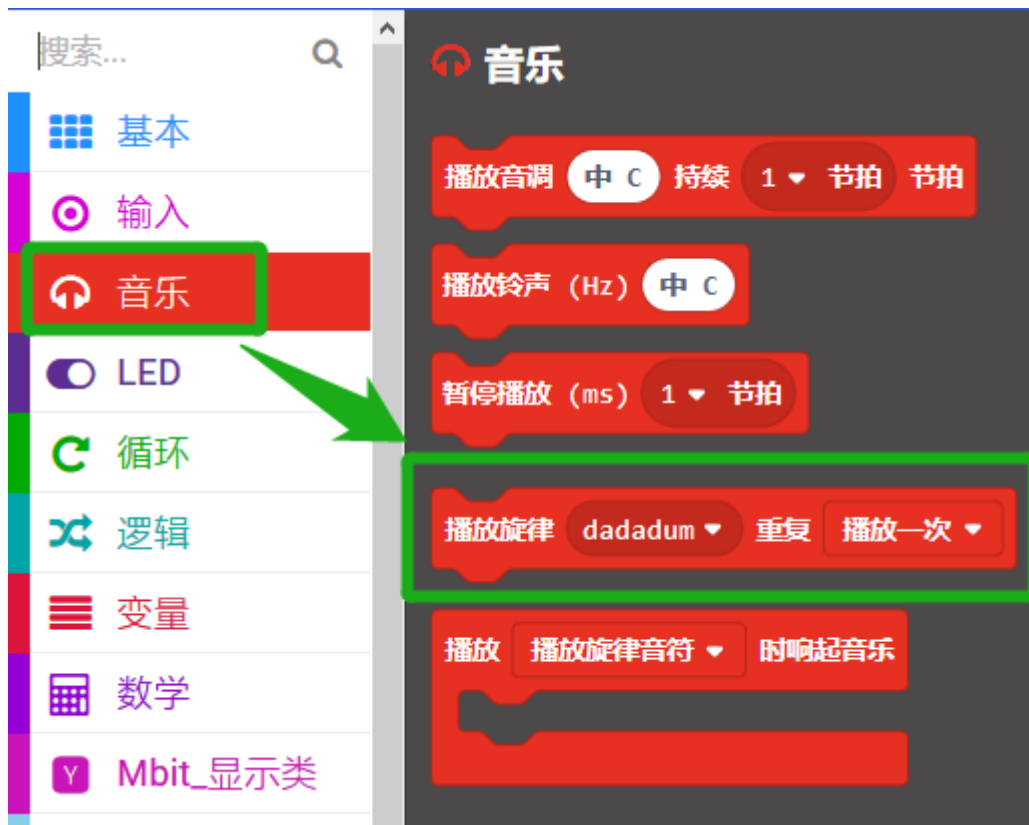 搜索...
基本
输入
音乐
LED
循环
逻辑
变量
数学
Y Mbit_显示类
音乐
播放音调 中 C 持续 1 节拍 节拍
播放铃声 (Hz) 中 C
暂停播放 (ms) 1 节拍
播放旋律 dadadum 重复 播放一次
播放 播放旋律音符 时响起音乐